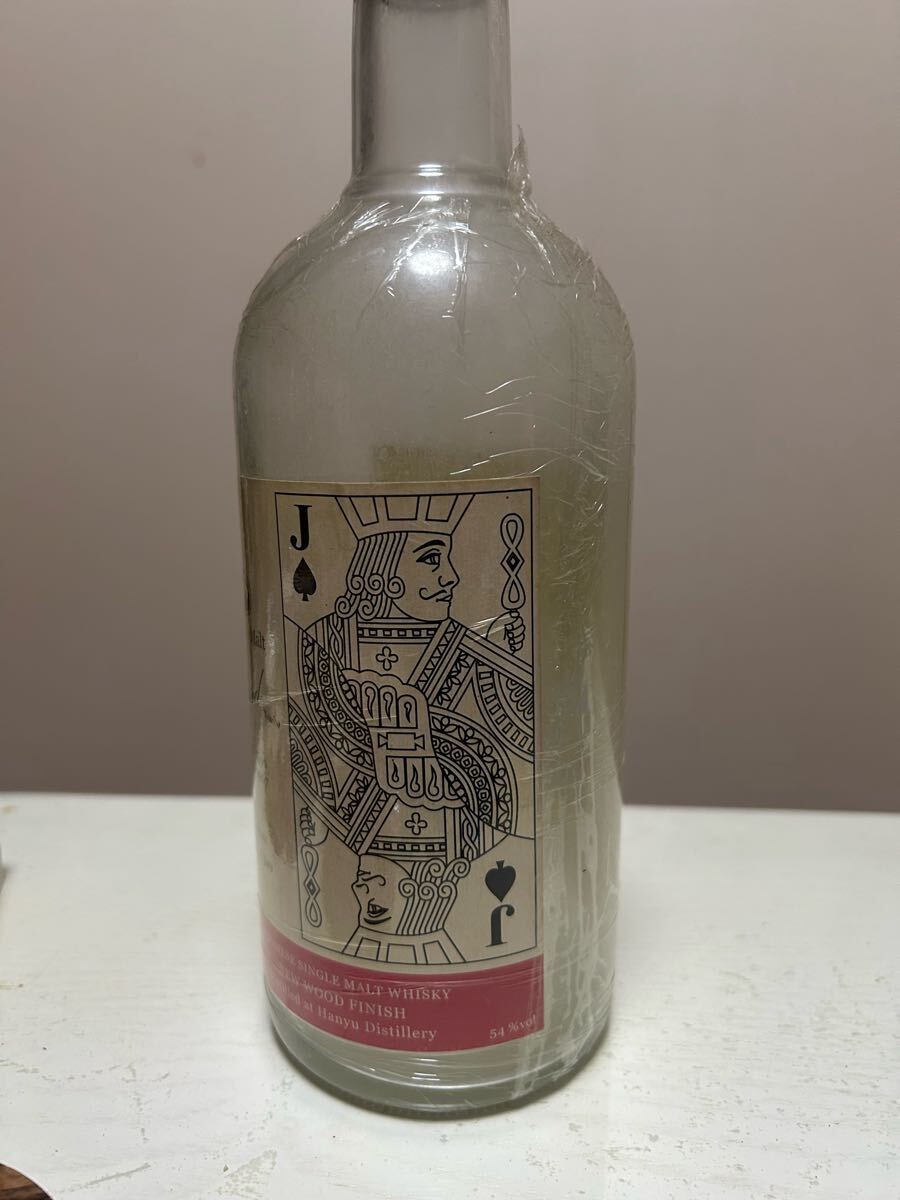 J
SINGLE MALT WHISKY
WOOD FINISH
at Hanyu Distillery
54 %vol
J